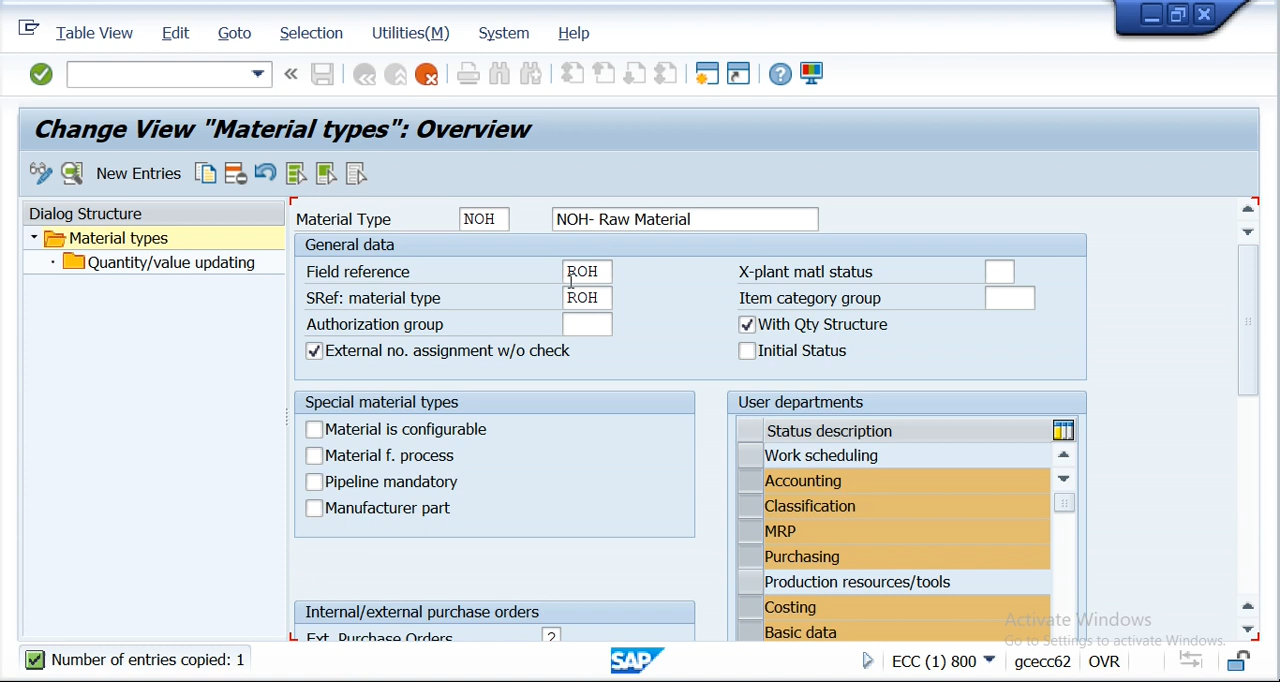 Table View Edit Goto Selection Utilities(M) System Help
Change View "Material types": Overview
New Entries
Dialog Structure
Material types
Quantity/value updating
Material Type NOH NOH- Raw Material
General data
Field reference ROH X-plant matl status
SRef: material type ROH Item category group
Authorization group With Qty Structure
External no. assignment w/o check Initial Status
Special material types
Material is configurable
Material f. process
Pipeline mandatory
Manufacturer part
User departments
Status description
Work scheduling
Accounting
Classification
MRP
Purchasing
Production resources/tools
Costing
Basic data
Internal/external purchase orders
Ext. Purchase Orders 2
Activate Windows
Go to Settings to activate Windows.
Number of entries copied: 1 SAP ECC (1) 800 gcecc62 OVR